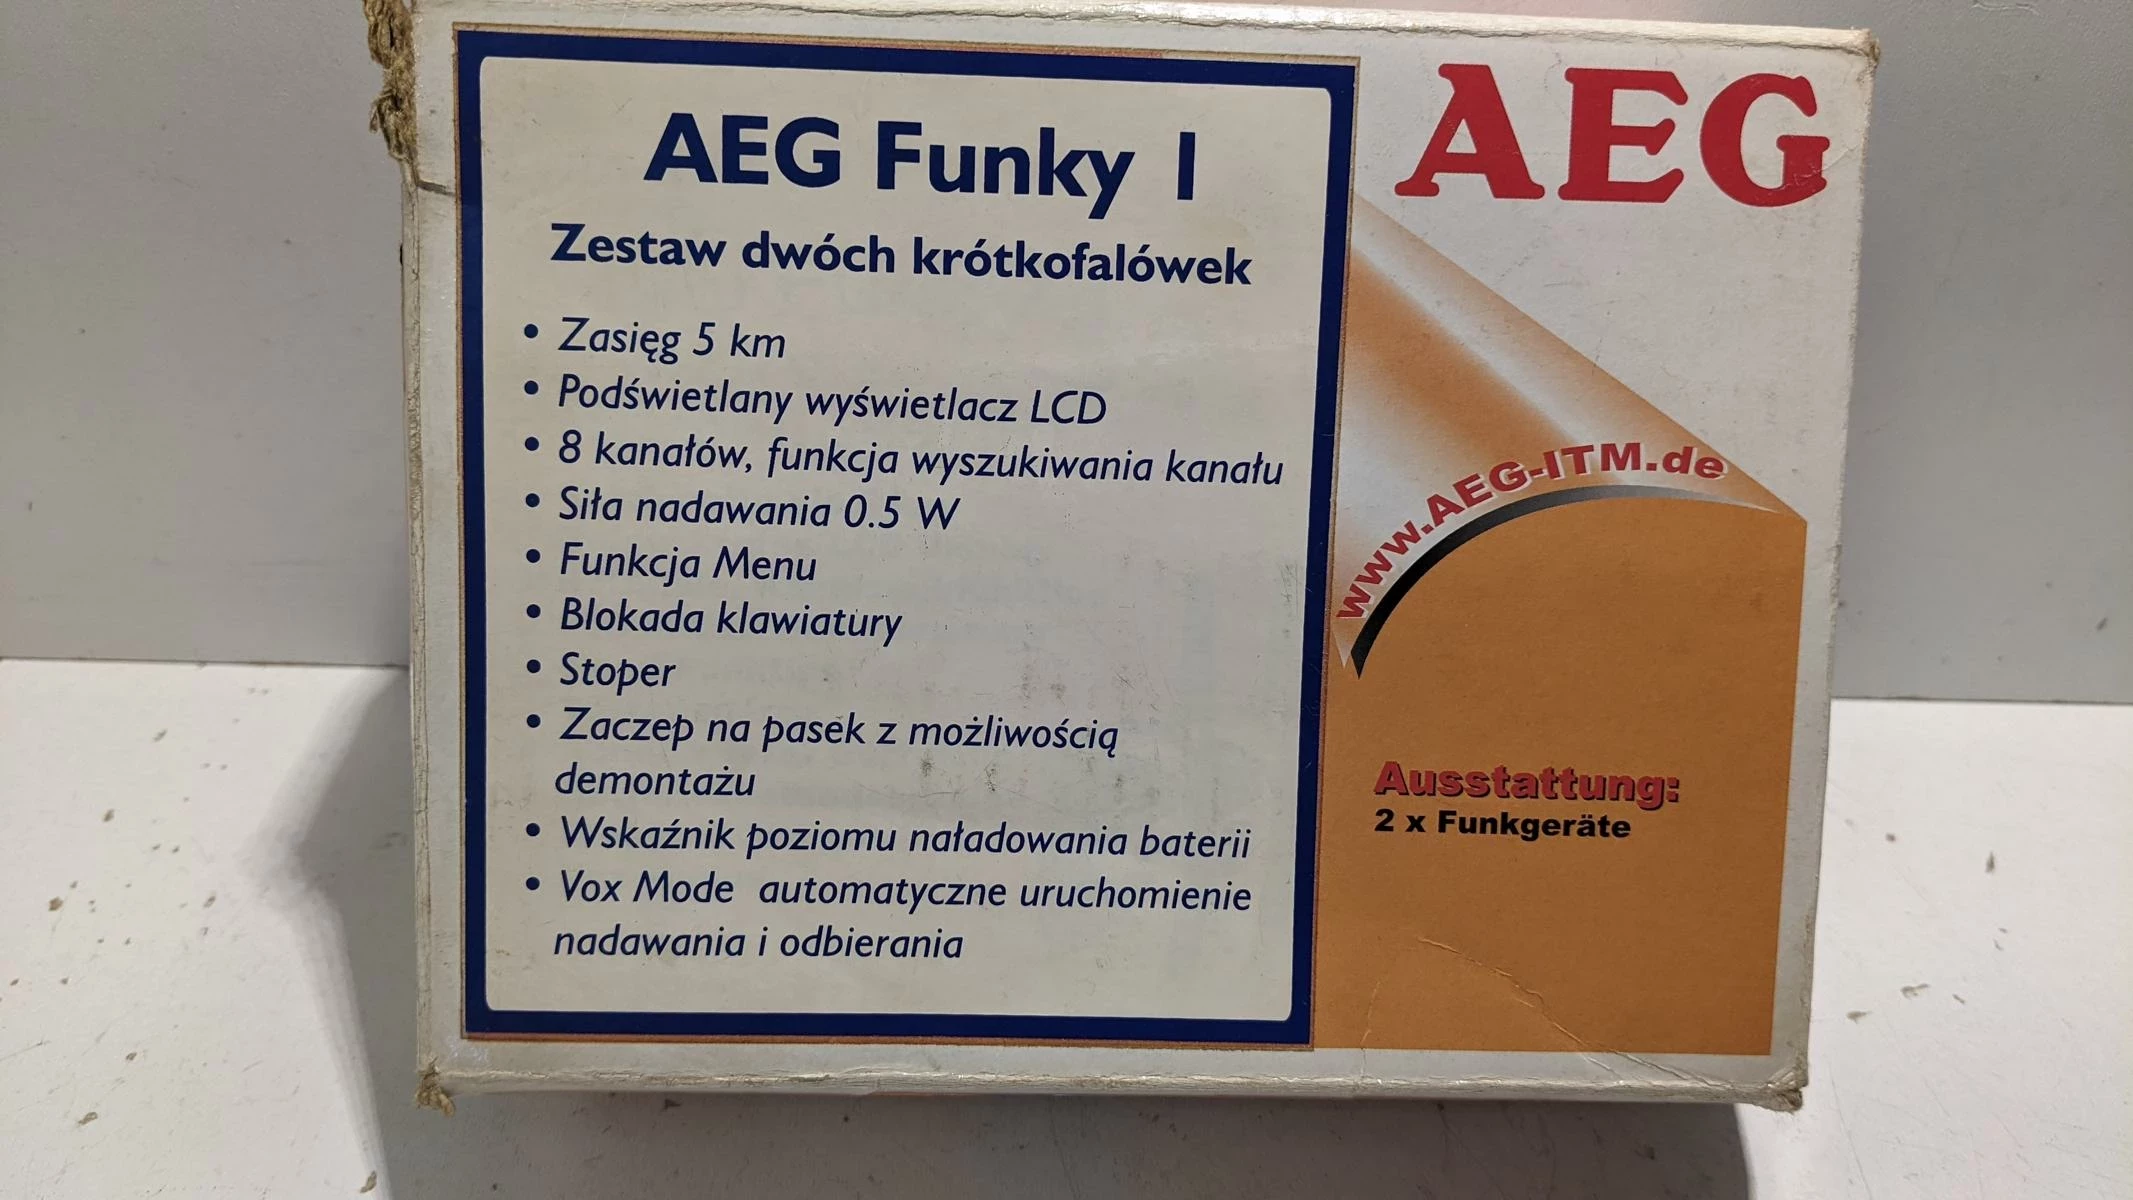 AEG Funky 1
Zestaw dwóch krótkofalówek
• Zasięg 5 km
• Podświetlany wyświetlacz LCD
• 8 kanałów, funkcja wyszukiwania kanału
• Siła nadawania 0.5 W
• Funkcja Menu
• Blokada klawiatury
• Stoper
• Zaczep na pasek z możliwością
demontażu
• Wskaźnik poziomu naładowania baterii
• Vox Mode automatyczne uruchomienie
nadawania i odbierania
AEG
www.AEG-ITM.de
Ausstattung:
2 x Funkgeräte